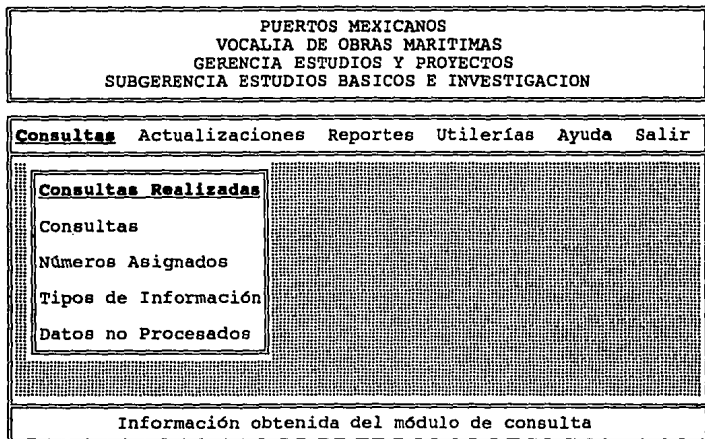 PUERTOS MEXICANOS
VOCALIA DE OBRAS MARITIMAS
GERENCIA ESTUDIOS Y PROYECTOS
SUBGERENCIA ESTUDIOS BASICOS E INVESTIGACION
Consultas Actualizaciones Reportes Utilerías Ayuda Salir
Consultas Realizadas
Consultas
Números Asignados
Tipos de Información
Datos no Procesados
Información obtenida del módulo de consulta